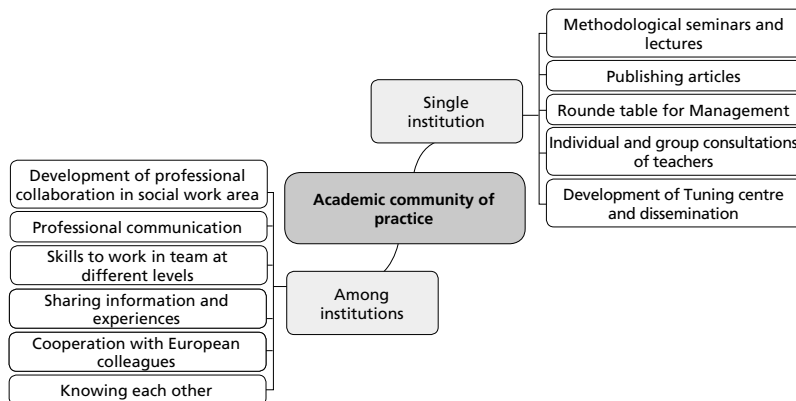 Academic community of
practice
Single
institution
Methodological seminars and
lectures
Publishing articles
Rounde table for Management
Individual and group consultations
of teachers
Development of Tuning centre
and dissemination
Among
institutions
Development of professional
collaboration in social work area
Professional communication
Skills to work in team at
different levels
Sharing information and
experiences
Cooperation with European
colleagues
Knowing each other